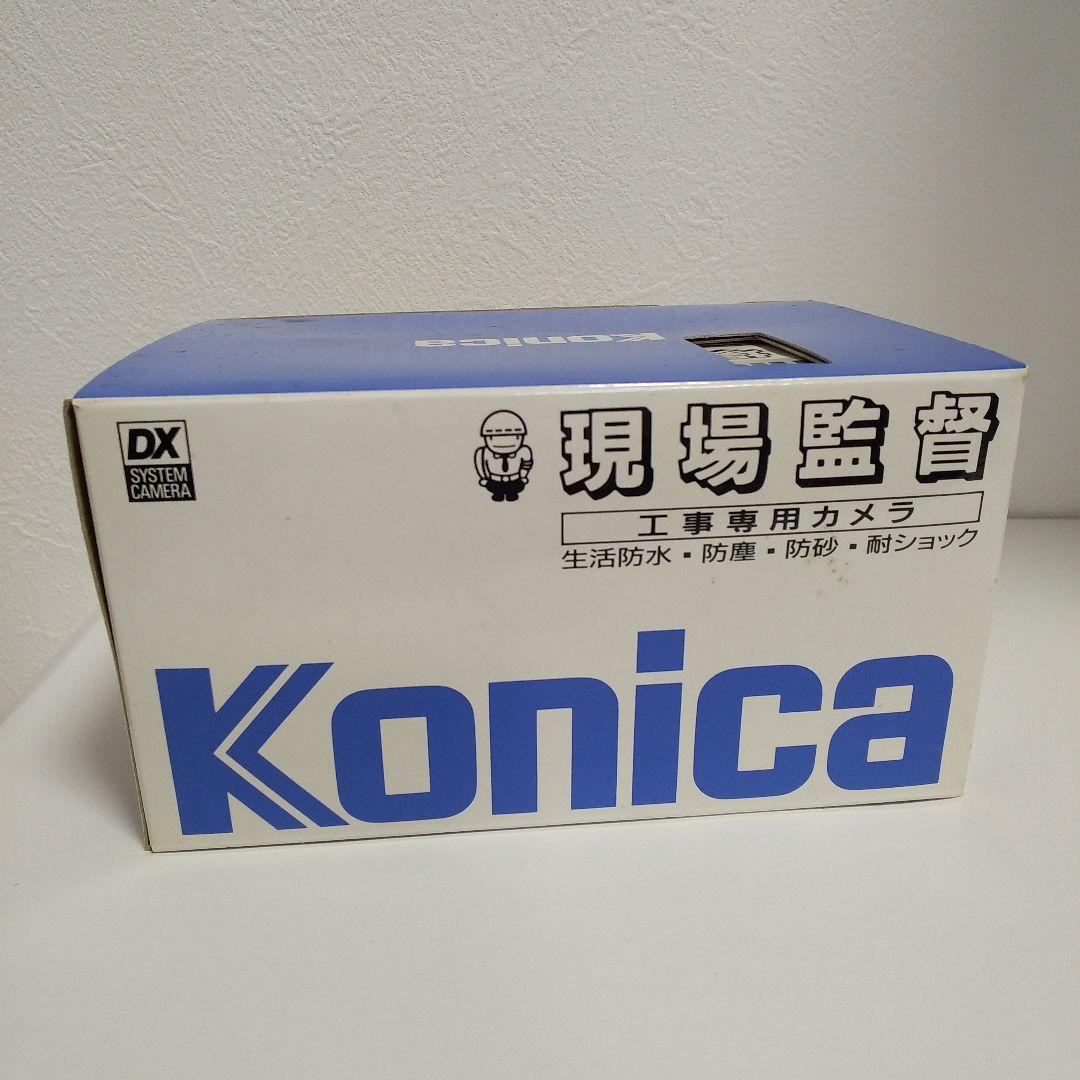 Konica
DX
SYSTEM
CAMERA
現場監督
工事専用カメラ
生活防水・防塵・防砂・耐ショック
Konica